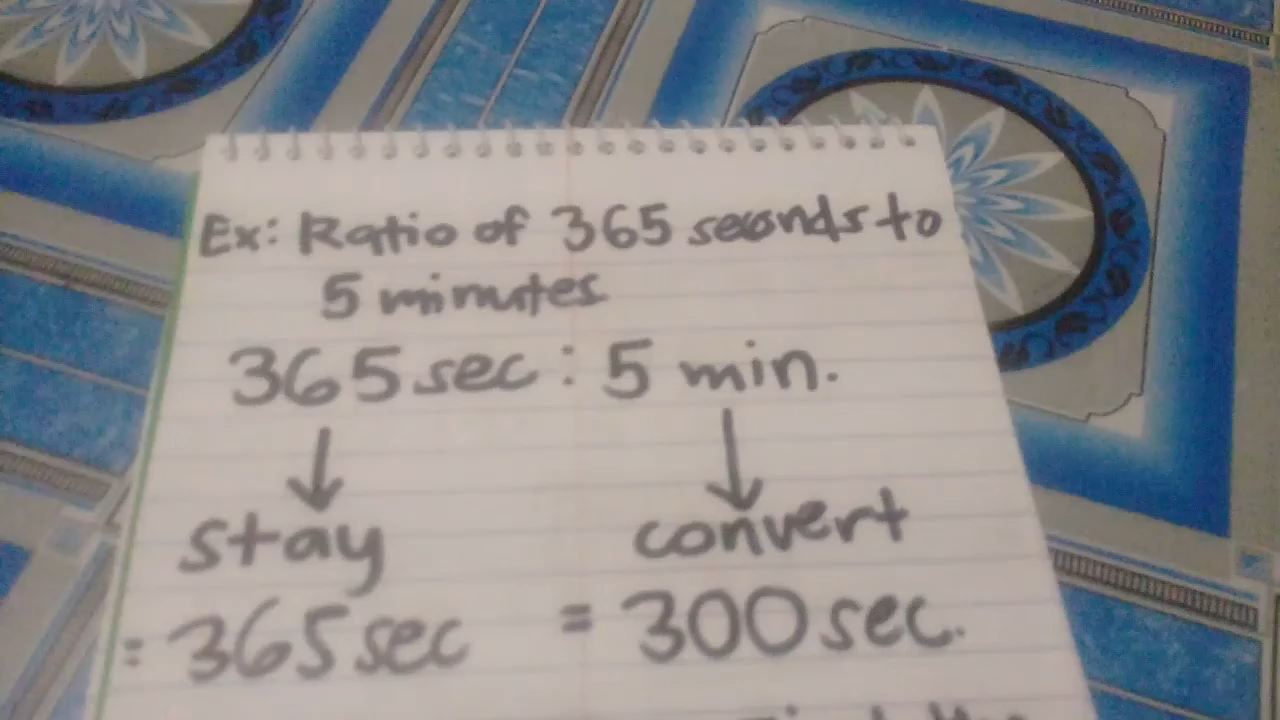 Ex: Ratio of 365 seconds to
5 minutes
365 sec : 5 min.
stay convert
= 365 sec = 300 sec.